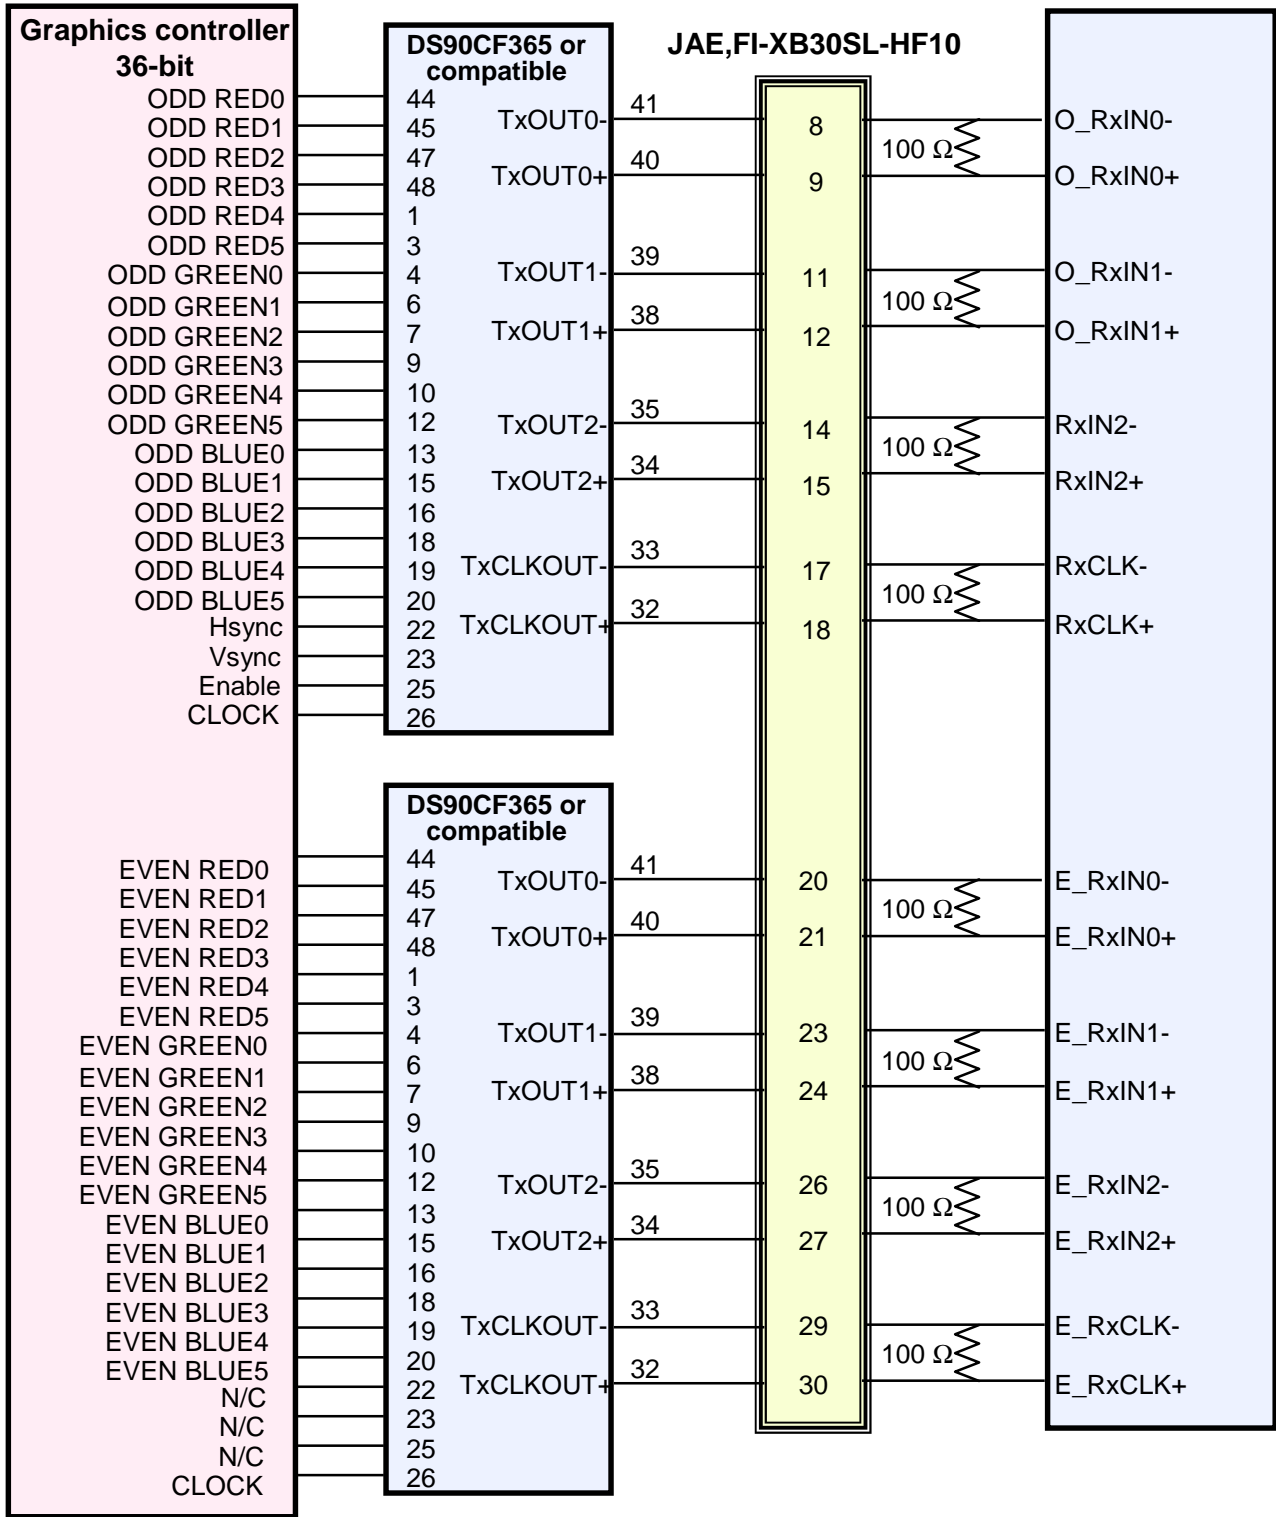 Graphics controller
36-bit
ODD RED0
ODD RED1
ODD RED2
ODD RED3
ODD RED4
ODD RED5
ODD GREEN0
ODD GREEN1
ODD GREEN2
ODD GREEN3
ODD GREEN4
ODD GREEN5
ODD BLUE0
ODD BLUE1
ODD BLUE2
ODD BLUE3
ODD BLUE4
ODD BLUE5
Hsync
Vsync
Enable
CLOCK
EVEN RED0
EVEN RED1
EVEN RED2
EVEN RED3
EVEN RED4
EVEN RED5
EVEN GREEN0
EVEN GREEN1
EVEN GREEN2
EVEN GREEN3
EVEN GREEN4
EVEN GREEN5
EVEN BLUE0
EVEN BLUE1
EVEN BLUE2
EVEN BLUE3
EVEN BLUE4
EVEN BLUE5
N/C
N/C
N/C
CLOCK
DS90CF365 or
compatible
44
45
47
48
1
3
4
6
7
9
10
12
13
15
16
18
19
20
22
23
25
26
TxOUT0-
TxOUT0+
TxOUT1-
TxOUT1+
TxOUT2-
TxOUT2+
TxCLKOUT-
TxCLKOUT+
41
40
39
38
35
34
33
32
DS90CF365 or
compatible
44
45
47
48
1
3
4
6
7
9
10
12
13
15
16
18
19
20
22
23
25
26
TxOUT0-
TxOUT0+
TxOUT1-
TxOUT1+
TxOUT2-
TxOUT2+
TxCLKOUT-
TxCLKOUT+
41
40
39
38
35
34
33
32
JAE,FI-XB30SL-HF10
8
9
11
12
14
15
17
18
20
21
23
24
26
27
29
30
100 Ω
100 Ω
100 Ω
100 Ω
100 Ω
100 Ω
100 Ω
100 Ω
O_RxIN0-
O_RxIN0+
O_RxIN1-
O_RxIN1+
RxIN2-
RxIN2+
RxCLK-
RxCLK+
E_RxIN0-
E_RxIN0+
E_RxIN1-
E_RxIN1+
E_RxIN2-
E_RxIN2+
E_RxCLK-
E_RxCLK+